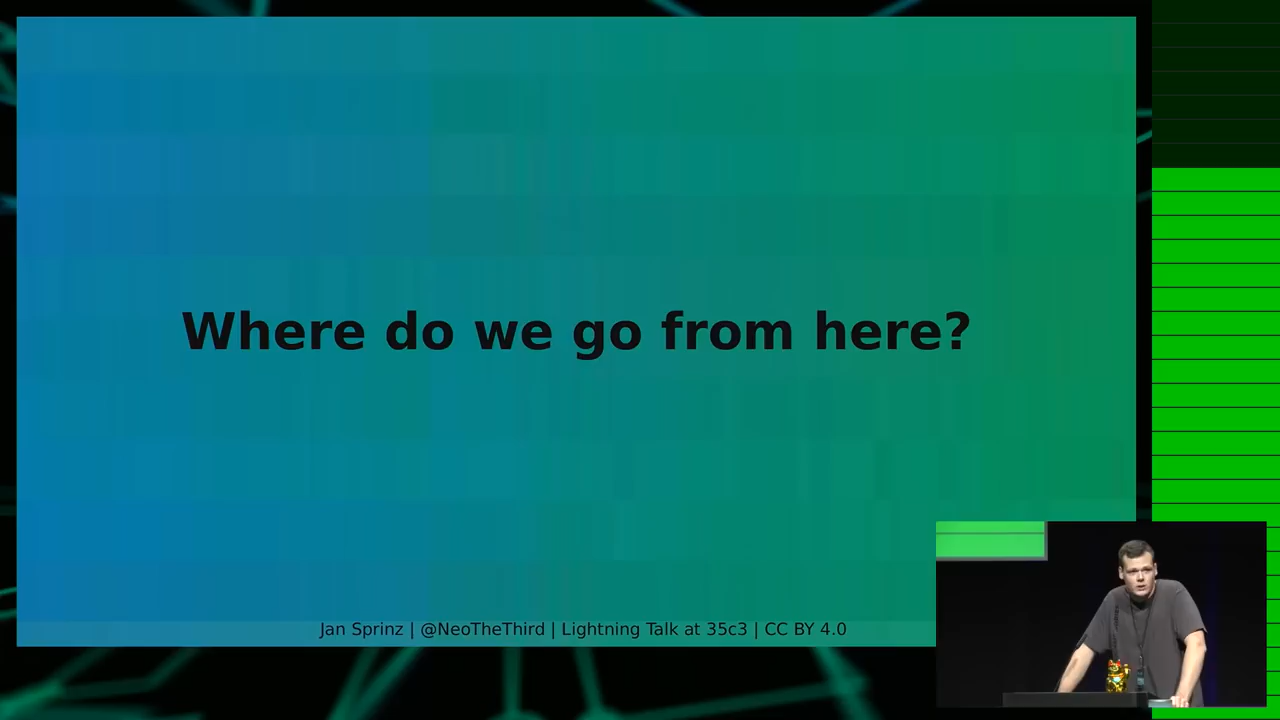 Where do we go from here?
Jan Sprinz | @NeoTheThird | Lightning Talk at 35c3 | CC BY 4.0